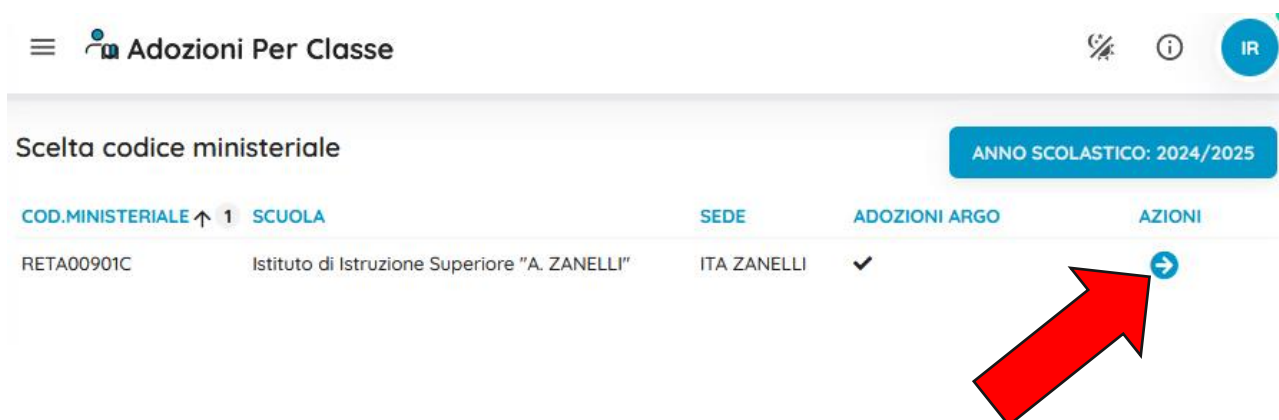 Adozioni Per Classe
IR
Scelta codice ministeriale
ANNO SCOLASTICO: 2024/2025
COD.MINISTERIALE 1 SCUOLA SEDE ADOZIONI ARGO AZIONI
RETA00901C Istituto di Istruzione Superiore "A. ZANELLI" ITA ZANELLI